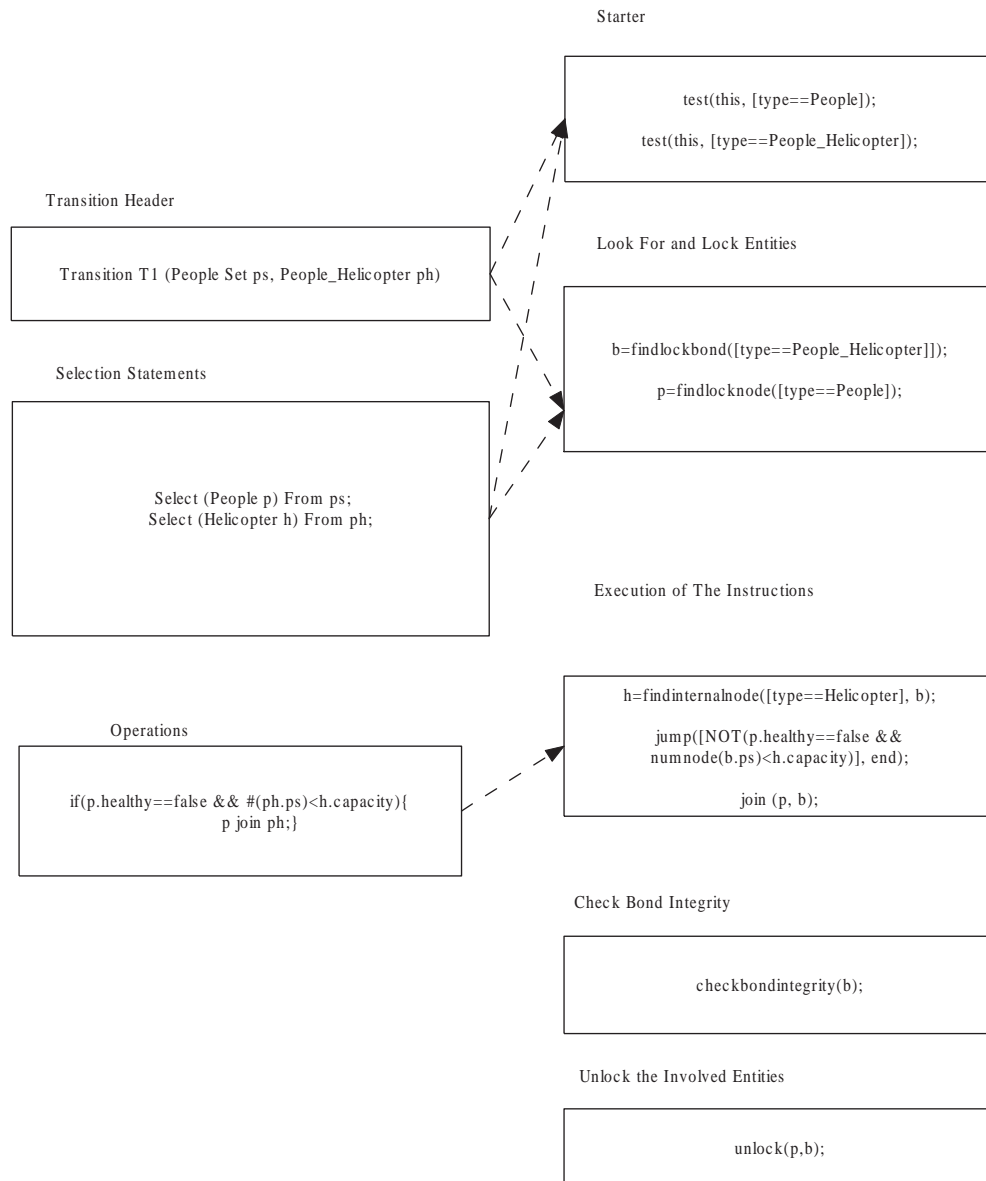 Starter
test(this, [type==People]);
test(this, [type==People_Helicopter]);
Transition Header
Transition T1 (People Set ps, People_Helicopter ph)
Look For and Lock Entities
b=findlockbond([type==People_Helicopter]]);
p=findlocknode([type==People]);
Selection Statements
Select (People p) From ps;
Select (Helicopter h) From ph;
Execution of The Instructions
h=findinternalnode([type==Helicopter], b);
jump([NOT(p.healthy==false &&
numnode(b.ps)<h.capacity)], end);
join (p, b);
Operations
if(p.healthy==false && #(ph.ps)<h.capacity){
p join ph;}
Check Bond Integrity
checkbondintegrity(b);
Unlock the Involved Entities
unlock(p,b);